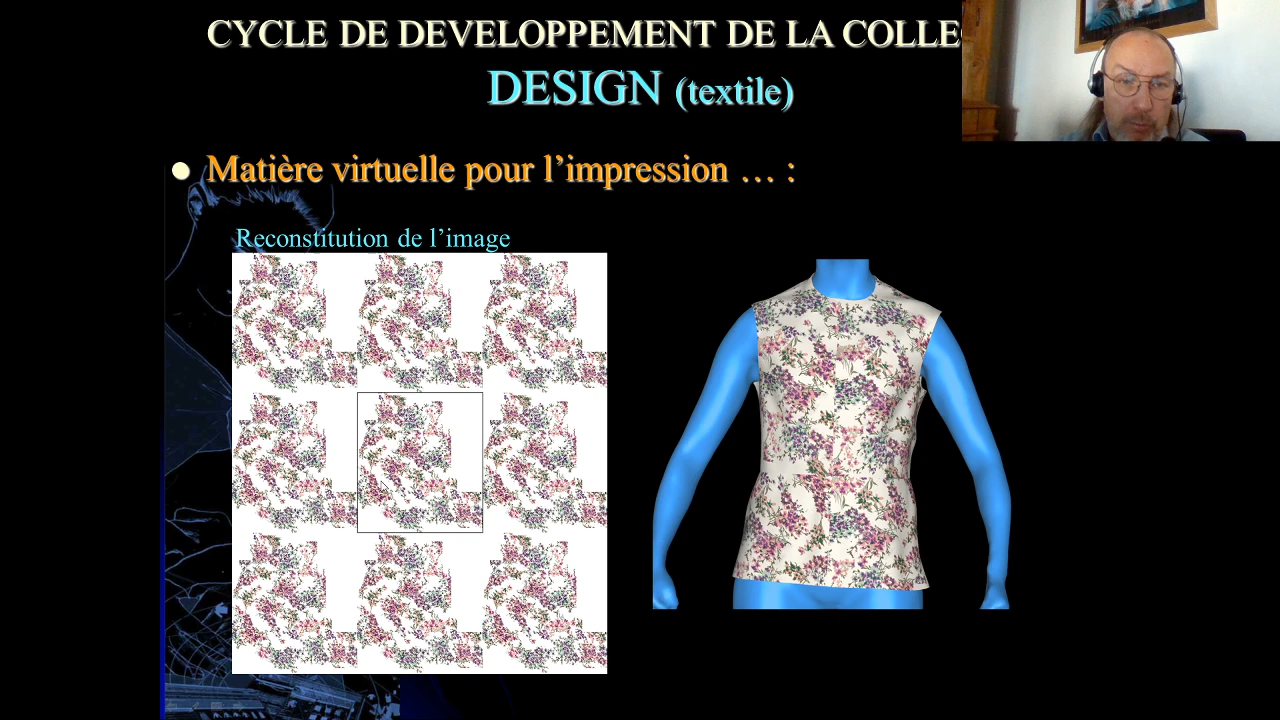 CYCLE DE DEVELOPPEMENT DE LA COLLE
DESIGN (textile)
Matière virtuelle pour l’impression … :
Reconstitution de l’image